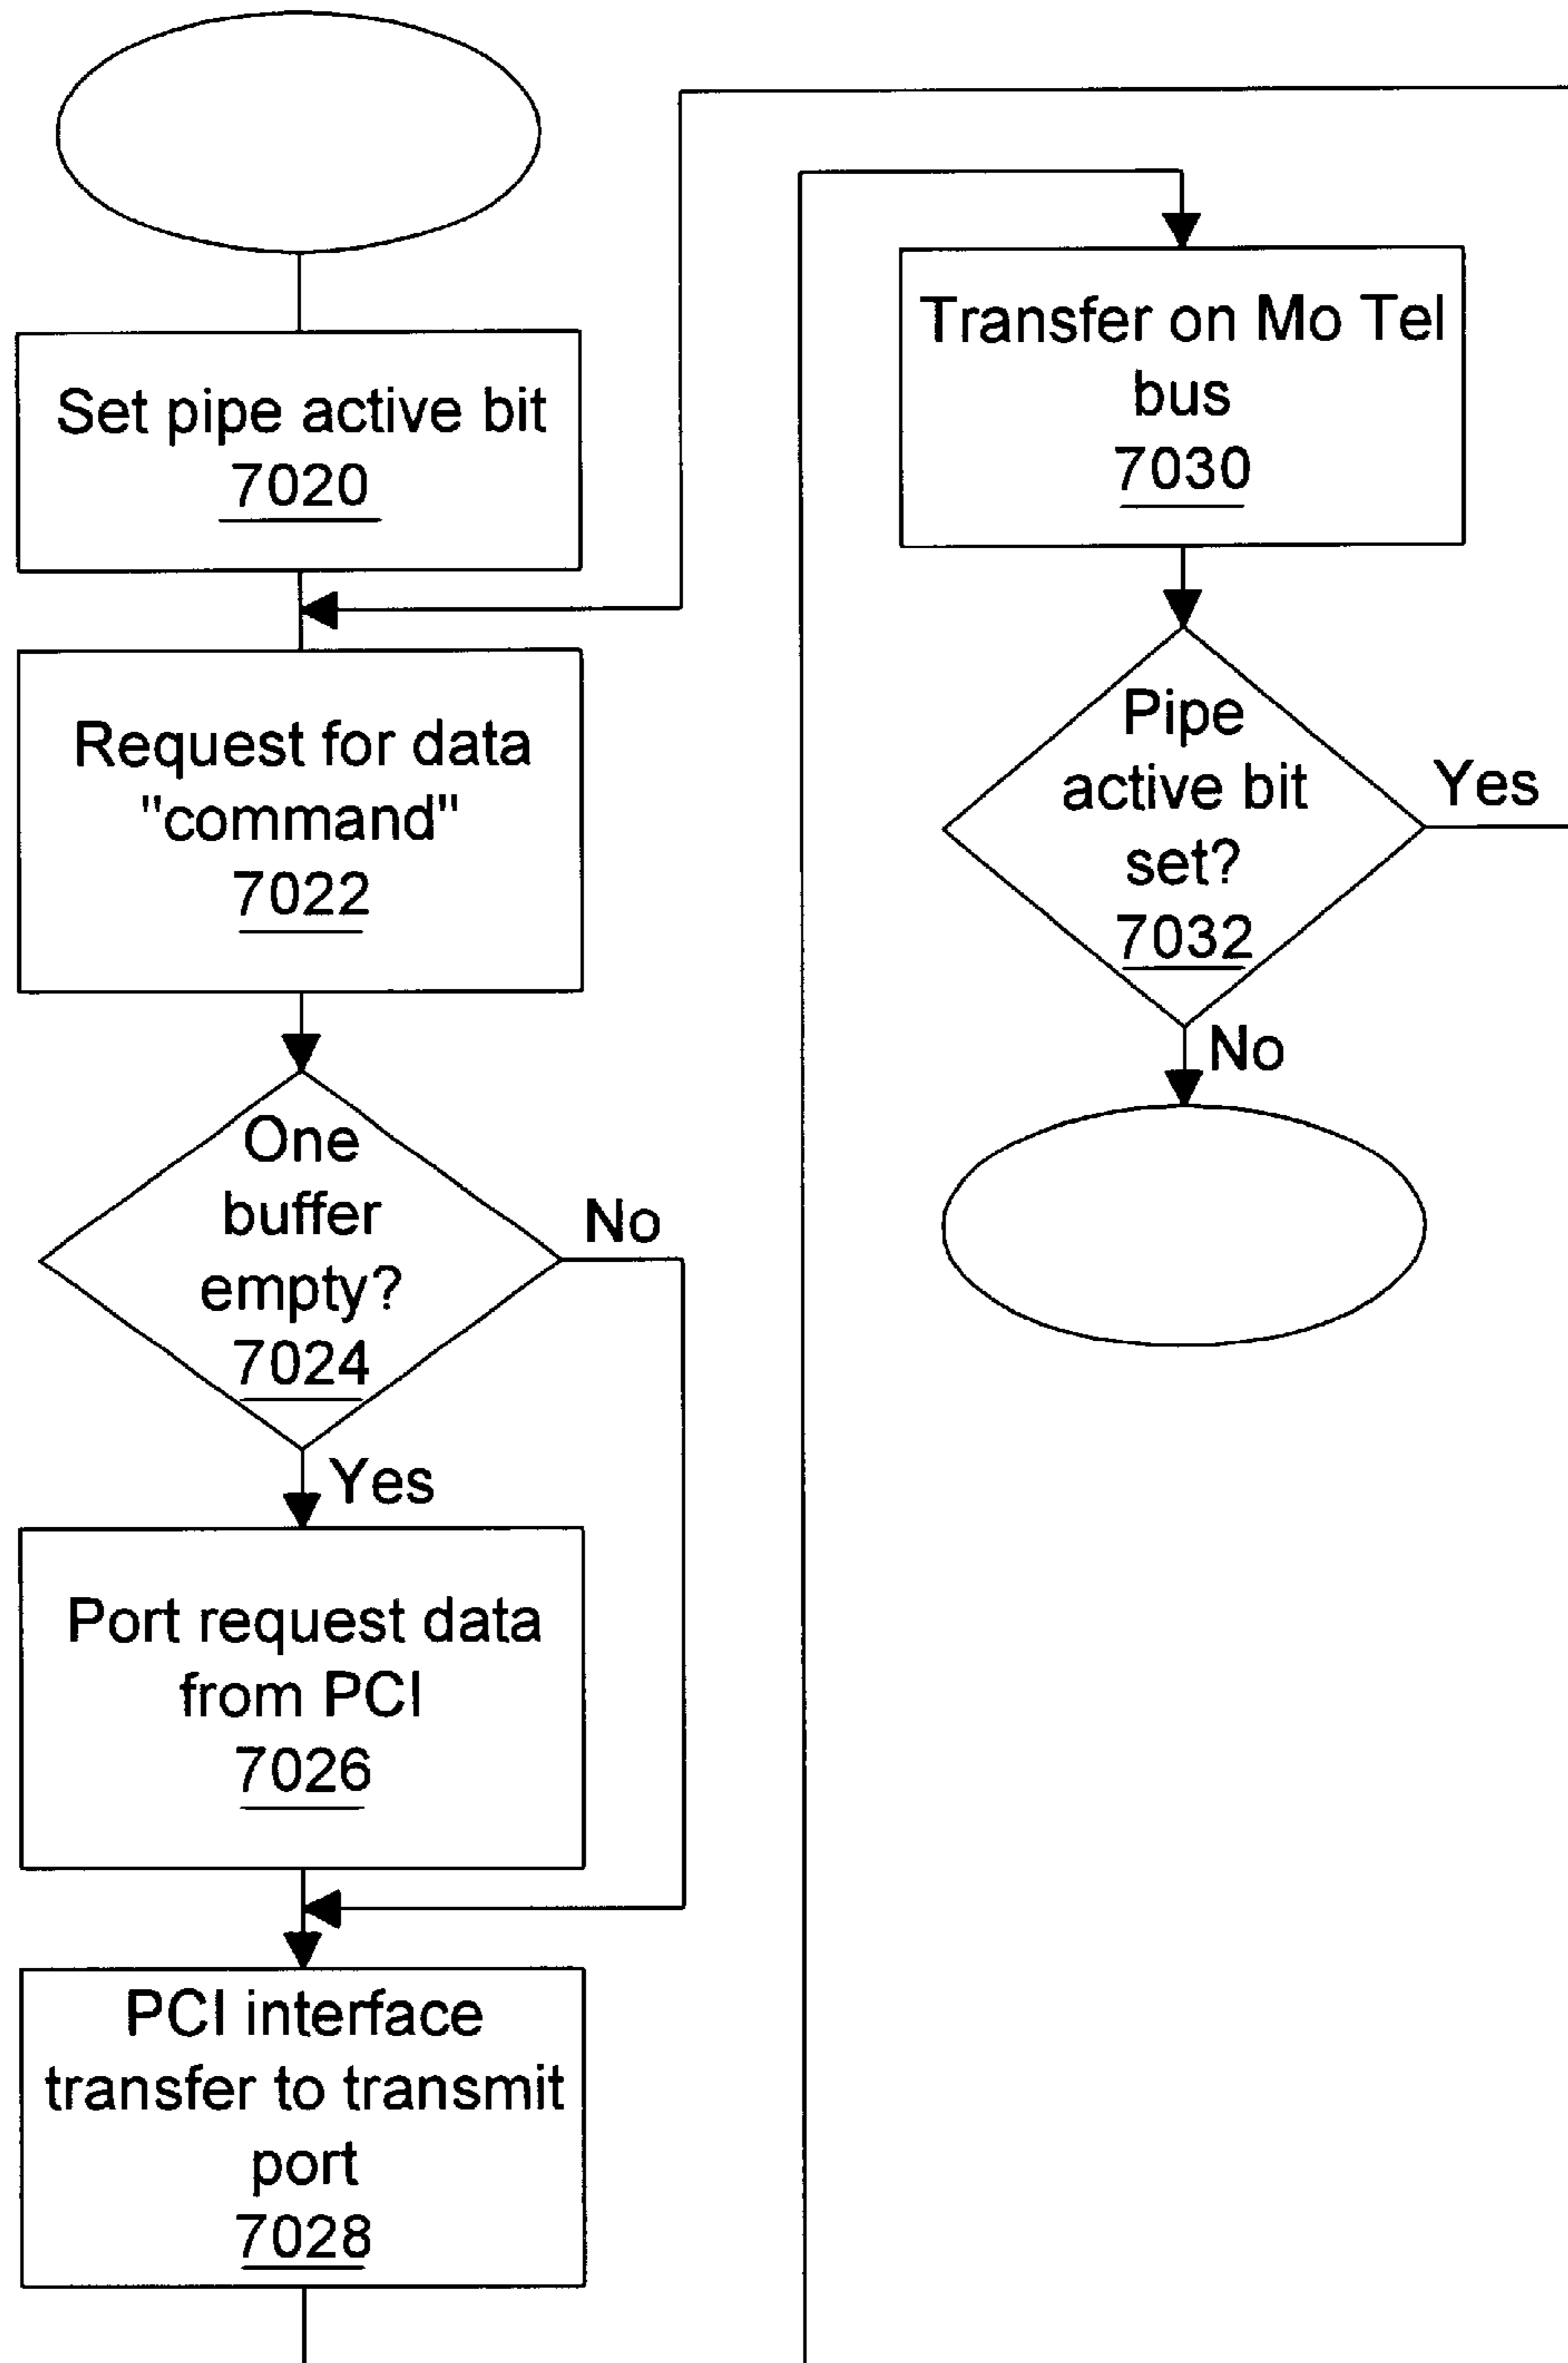 Set pipe active bit
7020
Request for data
"command"
7022
One
buffer
empty?
7024
No
Yes
Port request data
from PCI
7026
PCI interface
transfer to transmit
port
7028
Transfer on Mo Tel
bus
7030
Pipe
active bit
set?
7032
Yes
No